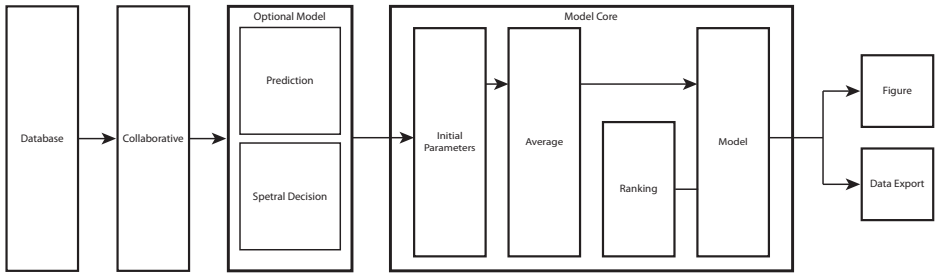 Database
Collaborative
Optional Model
Prediction
Spetral Decision
Model Core
Initial
Parameters
Average
Ranking
Model
Figure
Data Export